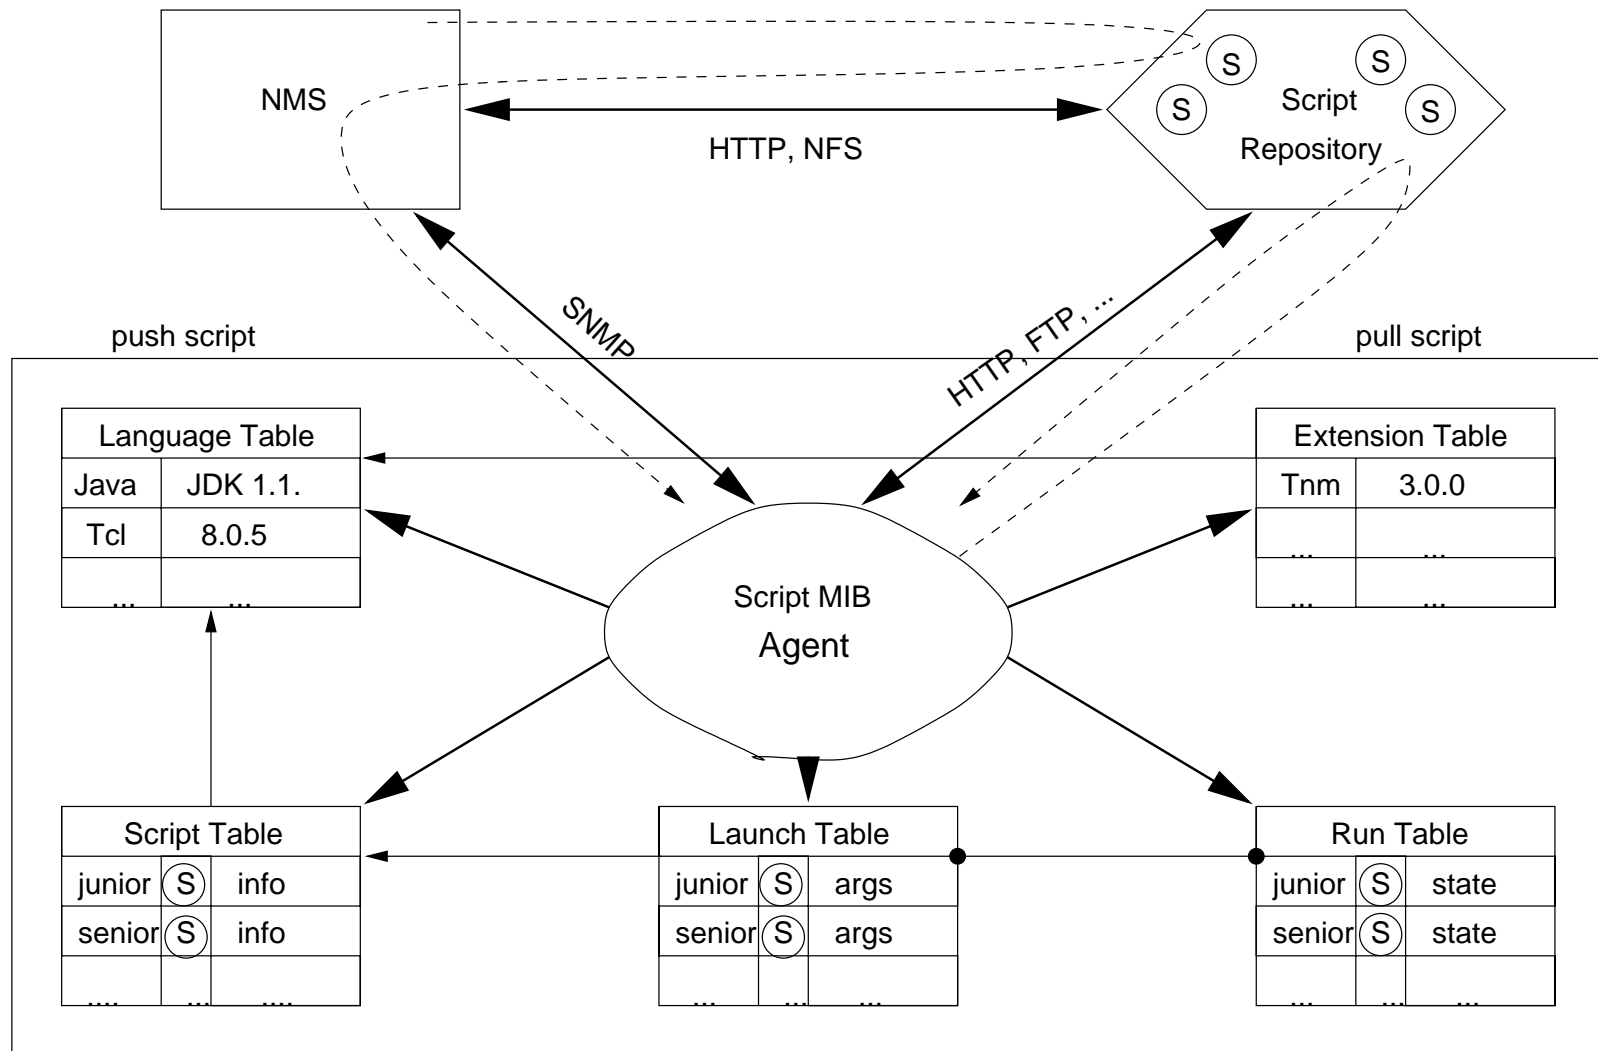 NMS
S
S
S
S
Script
Repository
HTTP, NFS
SNMP
HTTP, FTP, ...
push script
pull script
Language Table
Java JDK 1.1.
Tcl 8.0.5
... ...
Extension Table
Tnm 3.0.0
... ...
... ...
Script MIB
Agent
Script Table
junior S info
senior S info
.... ... ....
Launch Table
junior S args
senior S args
... ... ...
Run Table
junior S state
senior S state
... ... ...